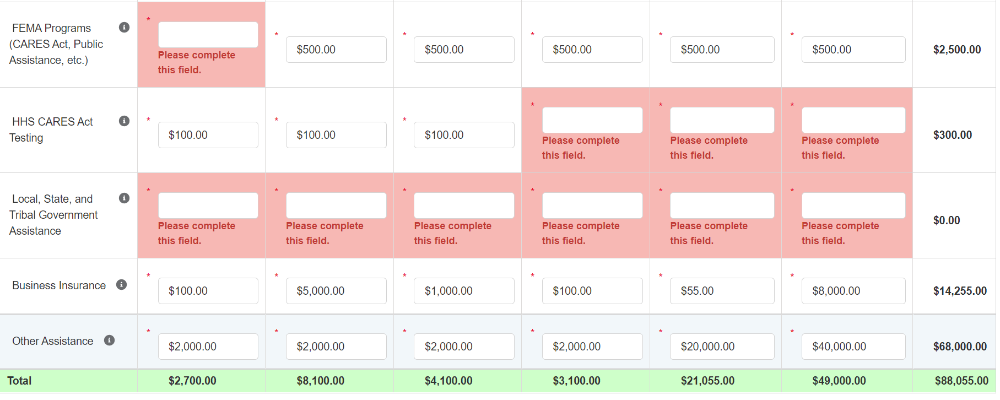 FEMA Programs
(CARES Act, Public
Assistance, etc.)
*
Please complete
this field.
* $500.00
* $500.00
* $500.00
* $500.00
* $500.00
$2,500.00
HHS CARES Act
Testing
* $100.00
* $100.00
* $100.00
*
Please complete
this field.
*
Please complete
this field.
*
Please complete
this field.
$300.00
Local, State, and
Tribal Government
Assistance
*
Please complete
this field.
*
Please complete
this field.
*
Please complete
this field.
*
Please complete
this field.
*
Please complete
this field.
*
Please complete
this field.
$0.00
Business Insurance
* $100.00
* $5,000.00
* $1,000.00
* $100.00
* $55.00
* $8,000.00
$14,255.00
Other Assistance
* $2,000.00
* $2,000.00
* $2,000.00
* $2,000.00
* $20,000.00
* $40,000.00
$68,000.00
Total $2,700.00 $8,100.00 $4,100.00 $3,100.00 $21,055.00 $49,000.00 $88,055.00